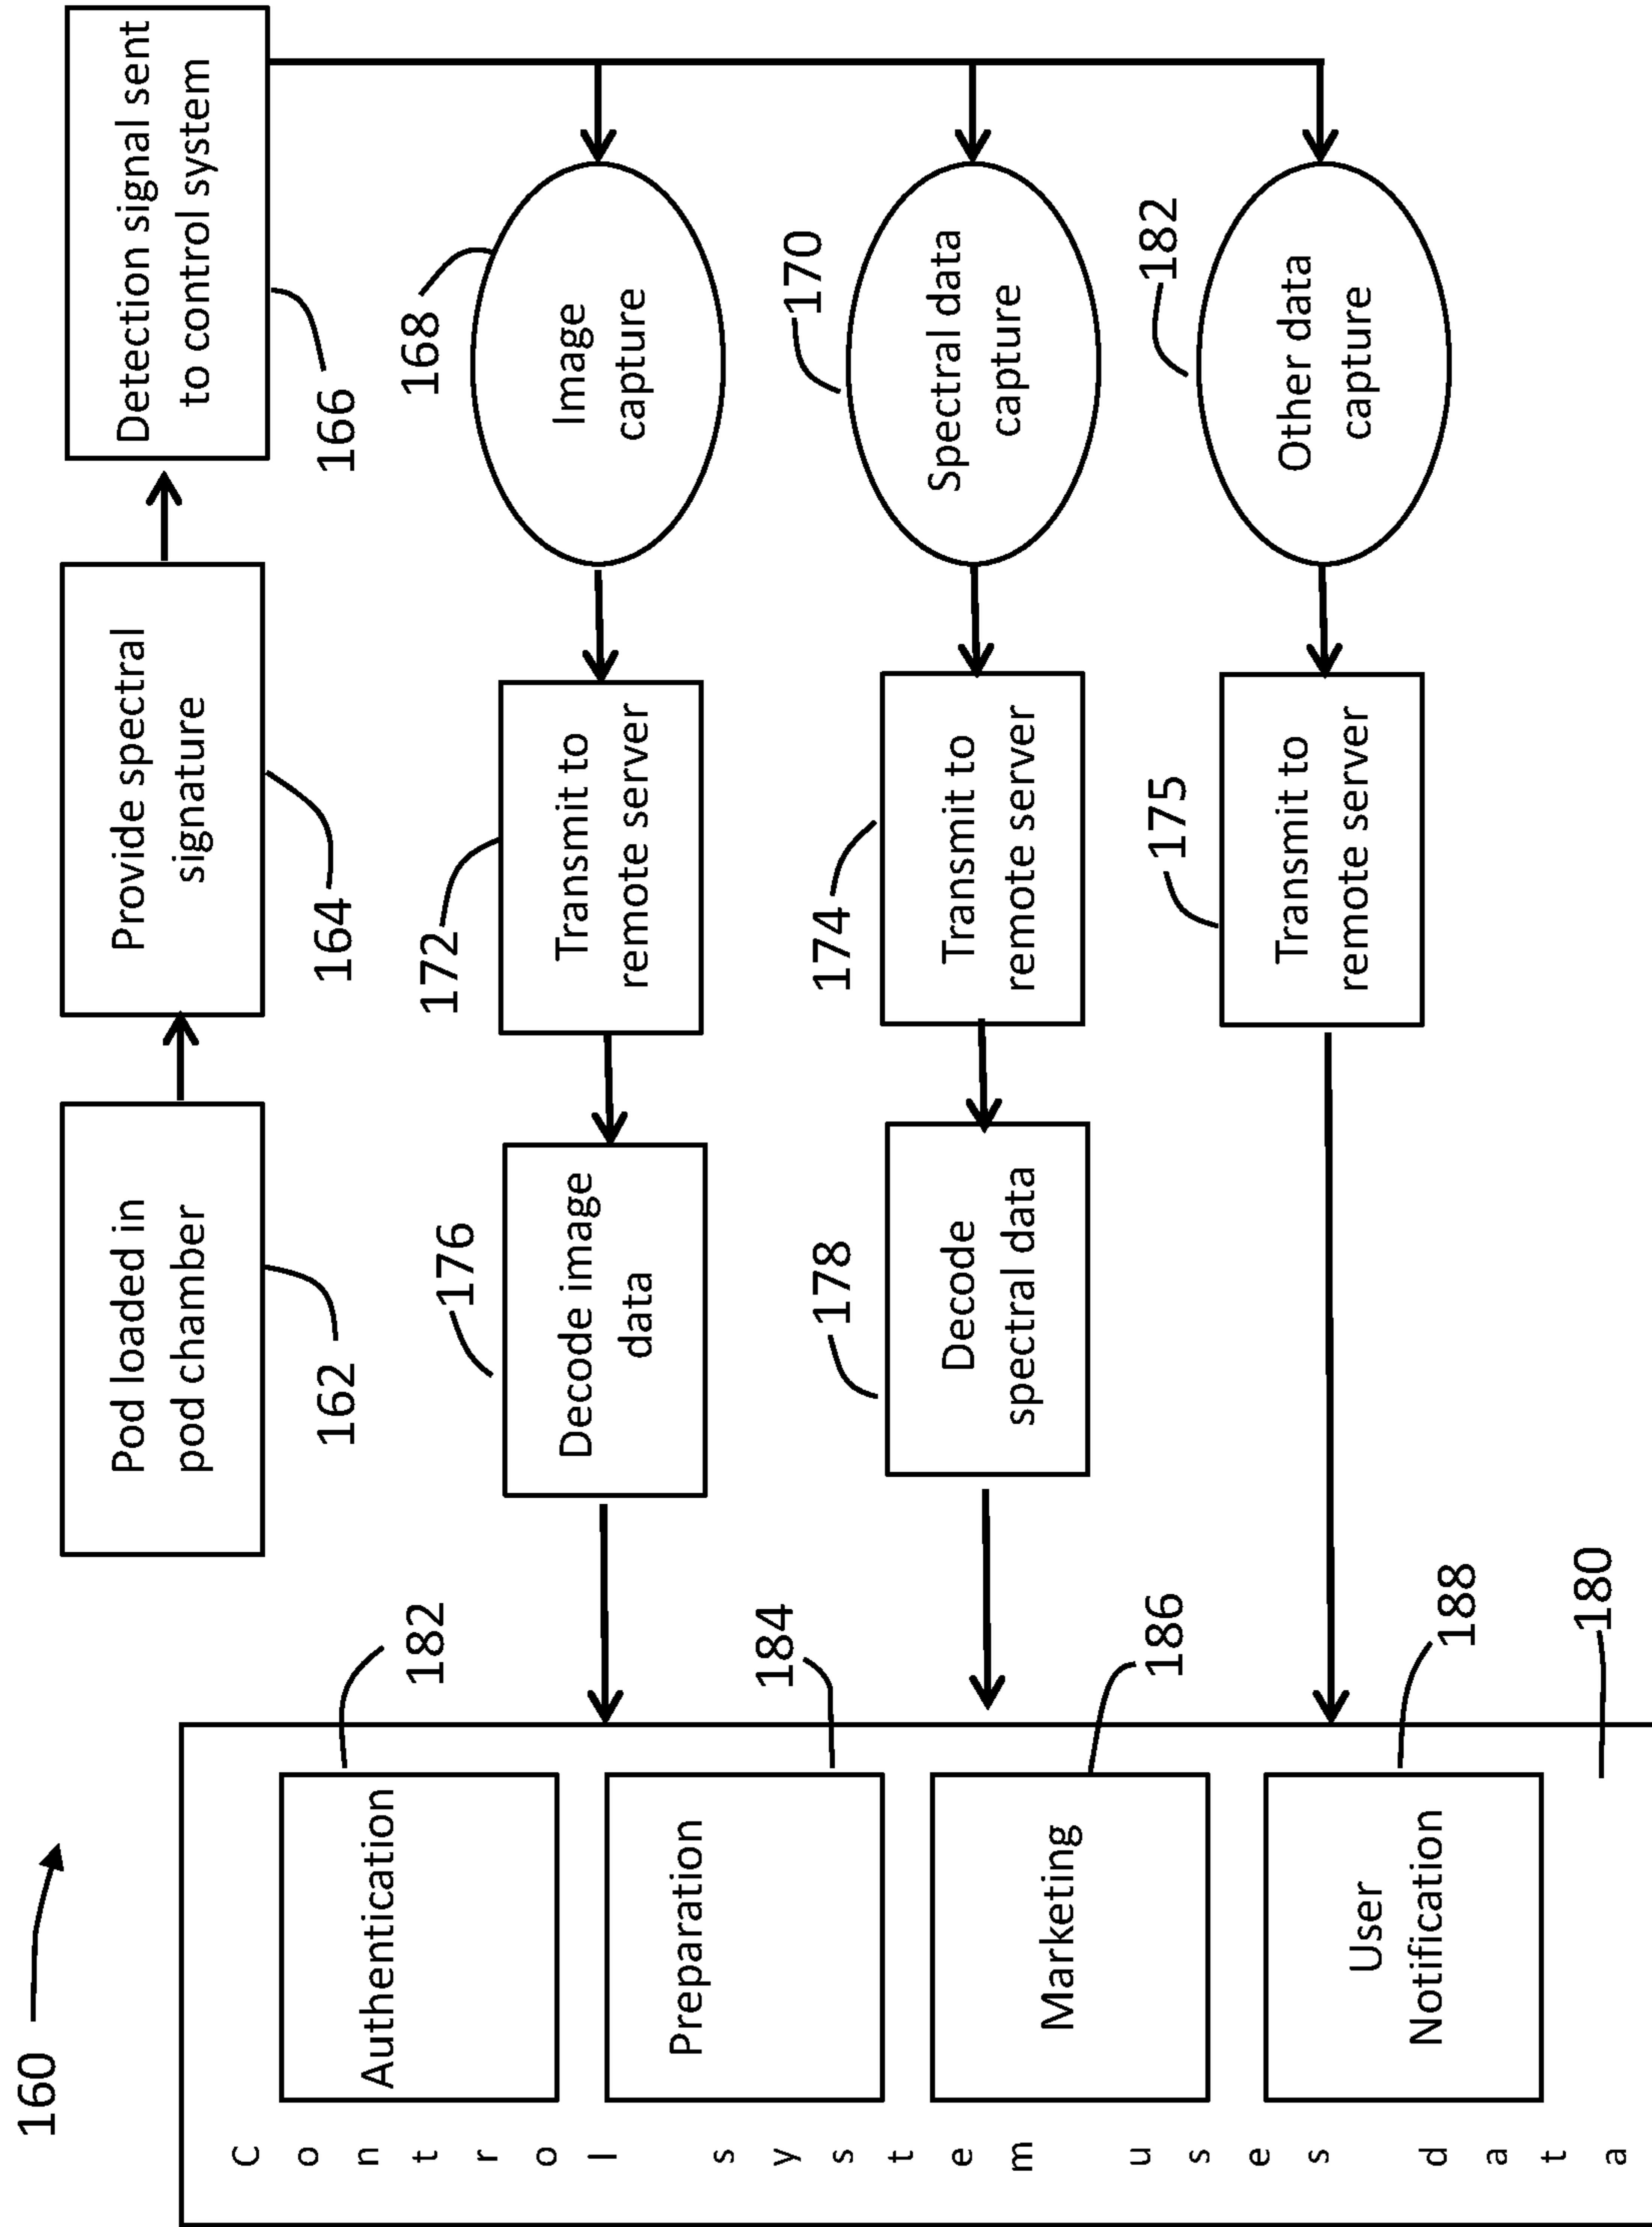 160
Pod loaded in
pod chamber
162
Provide spectral
signature
164
Detection signal sent
to control system
166
168
Image
capture
172
Transmit to
remote server
176
Decode image
data
170
Spectral data
capture
174
Transmit to
remote server
178
Decode
spectral data
182
Other data
capture
175
Transmit to
remote server
Control system uses data
Authentication
182
Preparation
184
Marketing
186
User
Notification
188
180